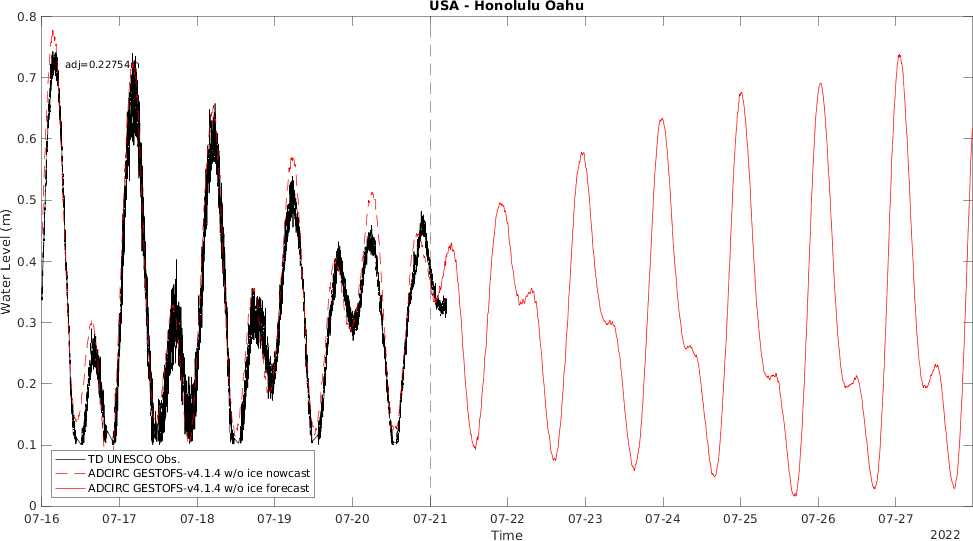 USA - Honolulu Oahu
0.8
0.7
0.6
0.5
0.4
0.3
0.2
0.1
0
Water Level (m)
adj=0.22754m
TD UNESCO Obs.
ADCIRC GESTOFS-v4.1.4 w/o ice nowcast
ADCIRC GESTOFS-v4.1.4 w/o ice forecast
07-16 07-17 07-18 07-19 07-20 07-21 07-22 07-23 07-24 07-25 07-26 07-27
Time
2022